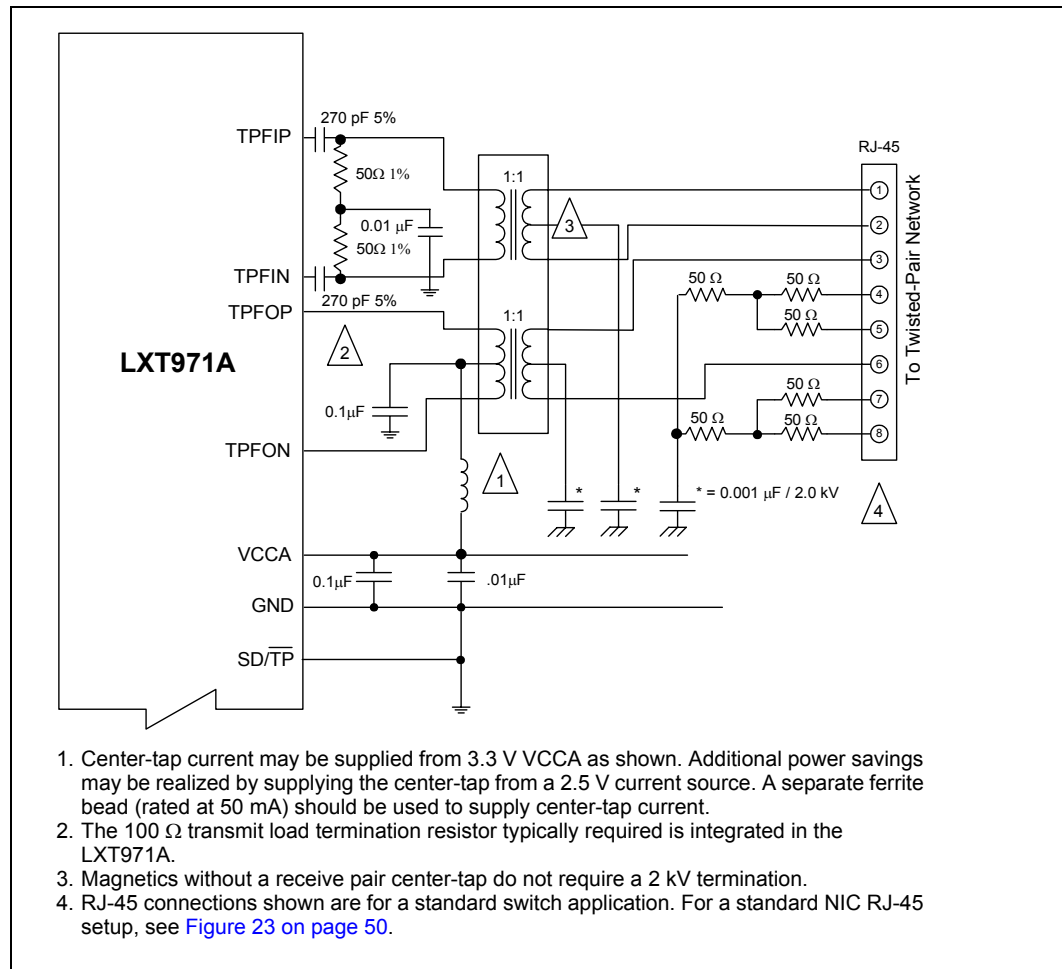 270 pF 5%
TPFIP
RJ-45
50Ω 1%
1:1
1
3
2
0.01 µF
50Ω 1%
3
TPFIN
50 Ω
50 Ω
4
270 pF 5%
TPFOP
1:1
50 Ω
5
2
LXT971A
6
To Twisted-Pair Network
50 Ω
7
0.1µF
50 Ω
50 Ω
8
TPFON
1
* * * = 0.001 µF / 2.0 kV
4
VCCA
0.1µF
.01µF
GND
SD/T̅P̅
1. Center-tap current may be supplied from 3.3 V VCCA as shown. Additional power savings
may be realized by supplying the center-tap from a 2.5 V current source. A separate ferrite
bead (rated at 50 mA) should be used to supply center-tap current.
2. The 100 Ω transmit load termination resistor typically required is integrated in the
LXT971A.
3. Magnetics without a receive pair center-tap do not require a 2 kV termination.
4. RJ-45 connections shown are for a standard switch application. For a standard NIC RJ-45
setup, see Figure 23 on page 50.